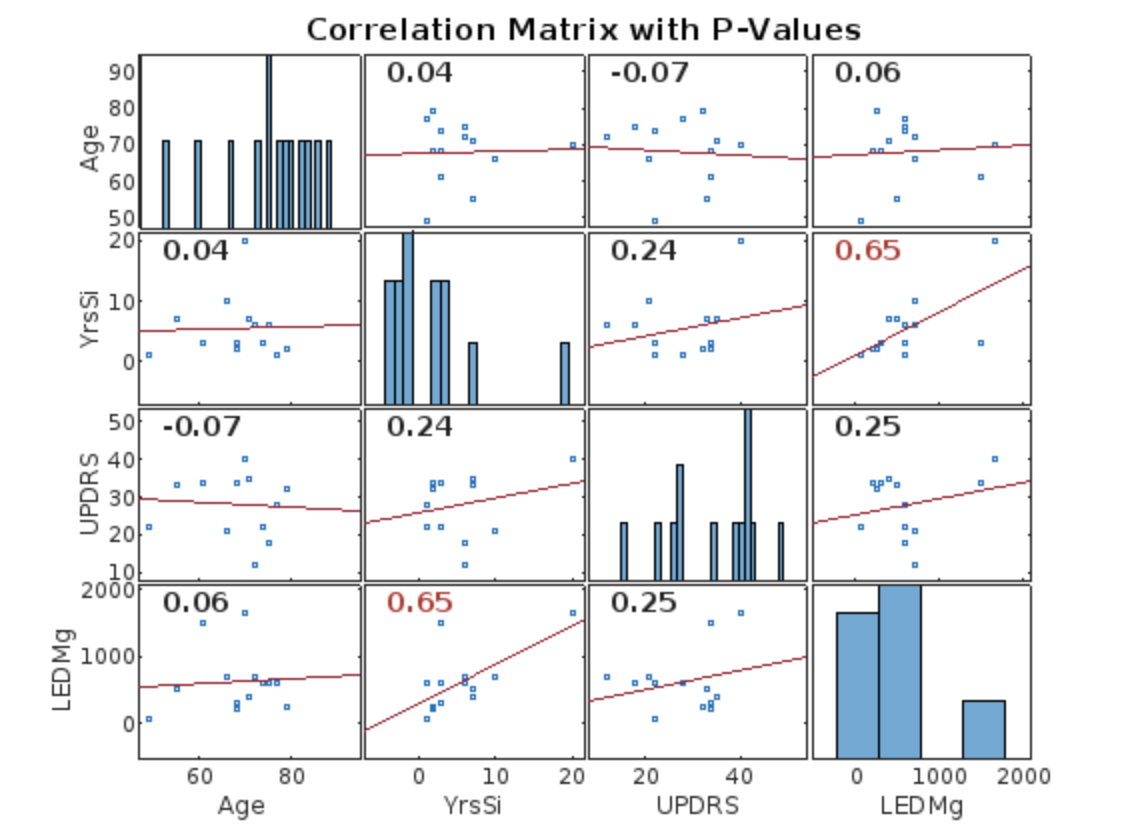 Correlation Matrix with P-Values
Age
90
80
70
60
50
0.04
-0.07
0.06
YrsSi
20
10
0
0.04
0.24
0.65
UPDRS
50
40
30
20
10
-0.07
0.24
0.25
LEDMg
2000
1000
0
0.06
0.65
0.25
60 80
0 10 20
20 40
0 1000 2000
Age
YrsSi
UPDRS
LEDMg